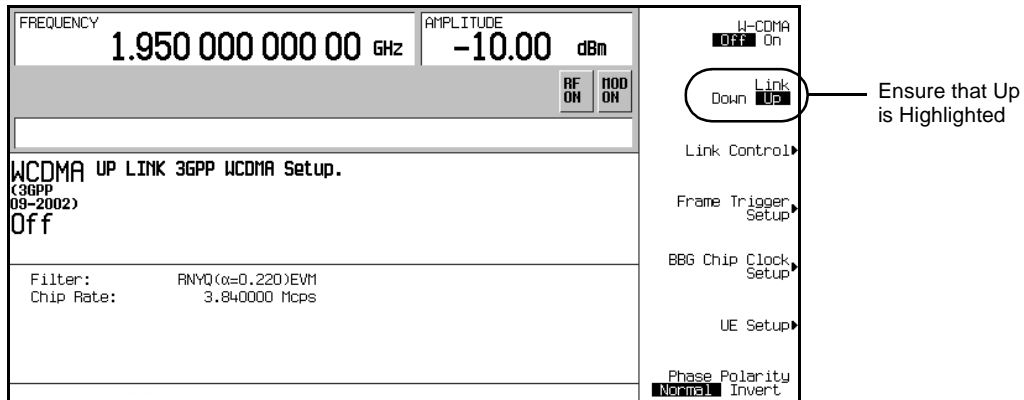 FREQUENCY
1.950 000 000 00 GHz
AMPLITUDE
-10.00 dBm
RF ON
MOD ON
WCDMA UP LINK 3GPP WCDMA Setup.
(3GPP
09-2002)
Off
Filter: RNYQ(α=0.220)EVM
Chip Rate: 3.840000 Mcps
W-CDMA
Off On
Link
Down Up
Link Control
Frame Trigger
Setup
BBG Chip Clock
Setup
UE Setup
Phase Polarity
Normal Invert
Ensure that Up
is Highlighted